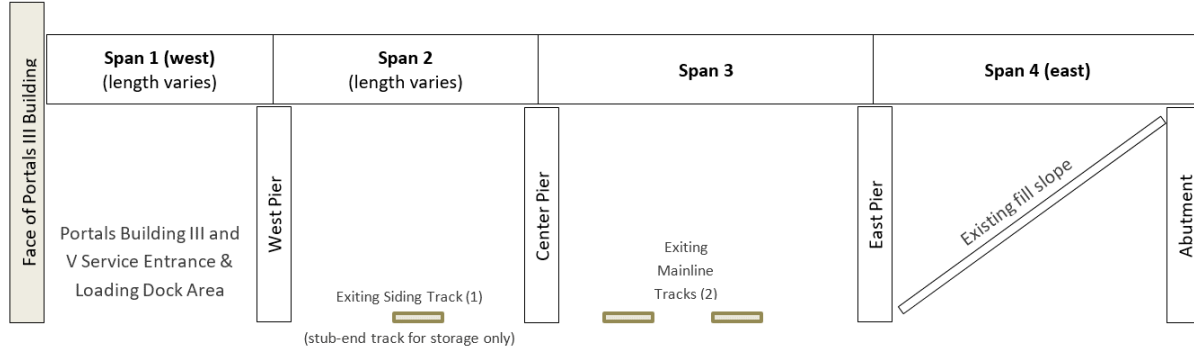 Face of Portals III Building
Span 1 (west)
(length varies)
Span 2
(length varies)
Span 3
Span 4 (east)
West Pier
Center Pier
East Pier
Abutment
Portals Building III and
V Service Entrance &
Loading Dock Area
Exiting Siding Track (1)
(stub-end track for storage only)
Exiting
Mainline
Tracks (2)
Existing fill slope